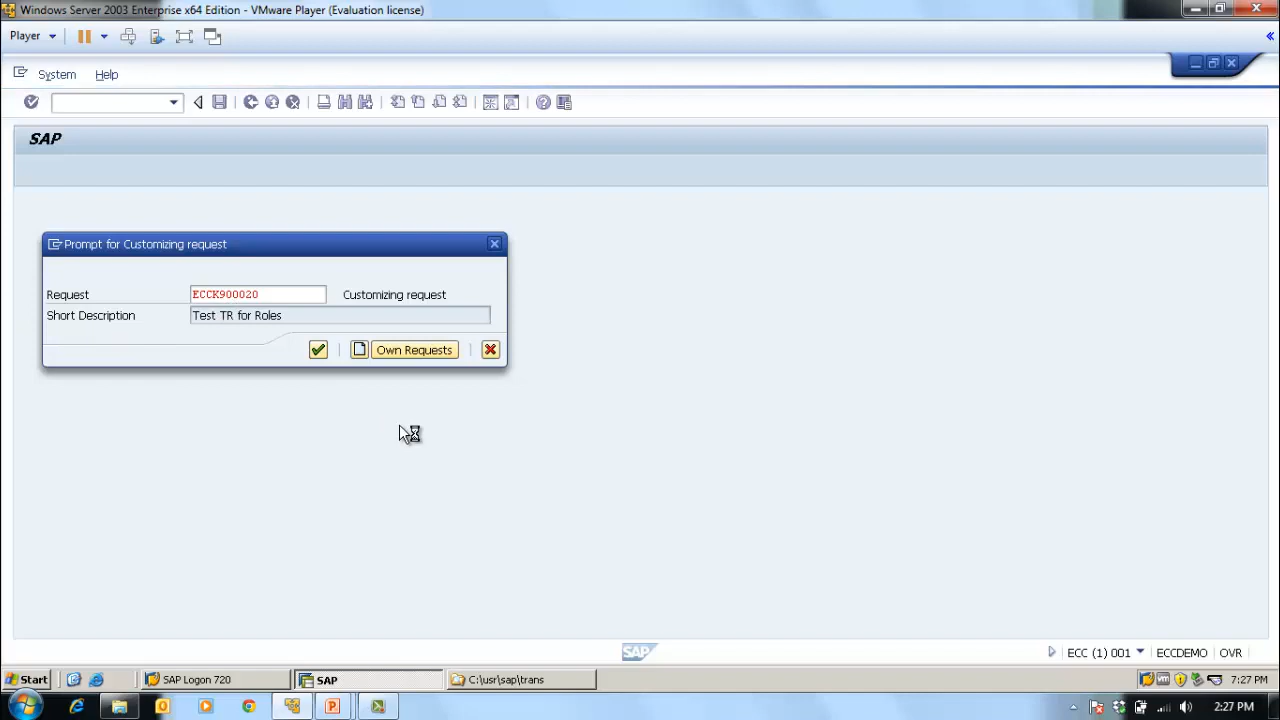 Windows Server 2003 Enterprise x64 Edition - VMware Player (Evaluation license)
Player
System Help
SAP
Prompt for Customizing request
Request ECCK900020 Customizing request
Short Description Test TR for Roles
Own Requests
SAP ECC (1) 001 ECCDEMO OVR
Start SAP Logon 720 SAP C:\usr\sap\trans 7:27 PM
2:27 PM